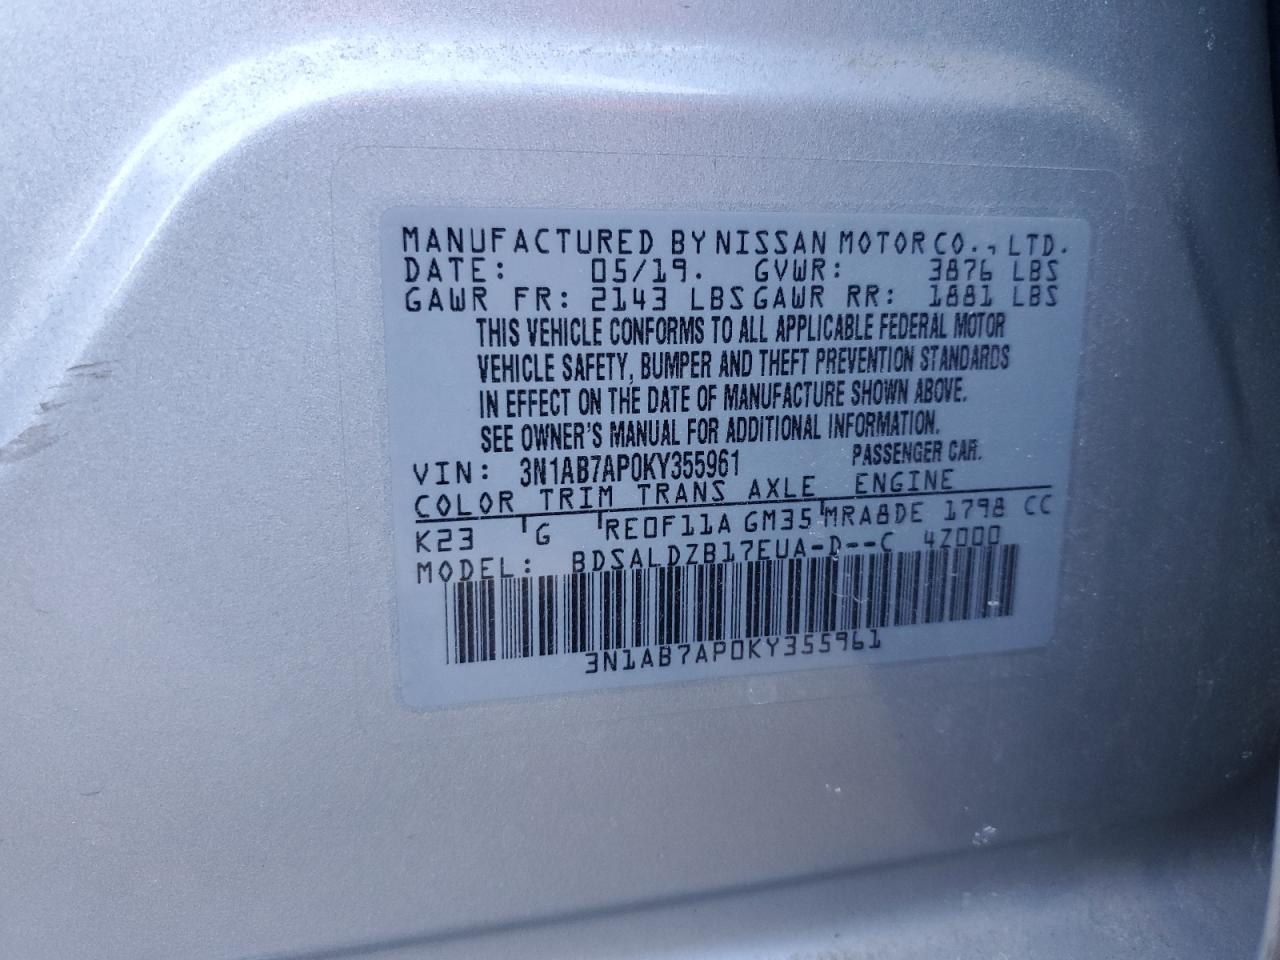 MANUFACTURED BY NISSAN MOTOR CO., LTD.
DATE: 05/19. GVWR: 3876 LBS
GAWR FR: 2143 LBS GAWR RR: 1881 LBS
THIS VEHICLE CONFORMS TO ALL APPLICABLE FEDERAL MOTOR
VEHICLE SAFETY, BUMPER AND THEFT PREVENTION STANDARDS
IN EFFECT ON THE DATE OF MANUFACTURE SHOWN ABOVE.
SEE OWNER'S MANUAL FOR ADDITIONAL INFORMATION.
VIN: 3N1AB7AP0KY355961 PASSENGER CAR.
COLOR TRIM TRANS AXLE ENGINE
K23 G RE0F11A GM35 MRA8DE 1798 CC
MODEL: BDSALDZB17EUA-D--C 4Z000
3N1AB7AP0KY355961